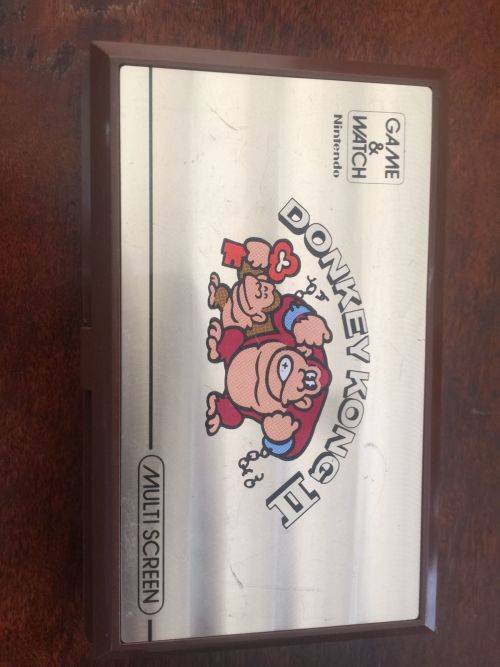 GAME
&
WATCH
Nintendo
DONKEY KONG II
MULTI SCREEN